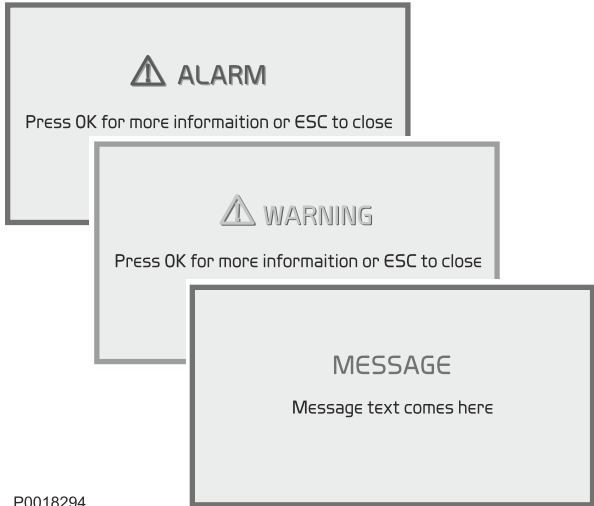 ALARM
Press OK for more informaition or ESC to close
WARNING
Press OK for more informaition or ESC to close
MESSAGE
Message text comes here
P0018294